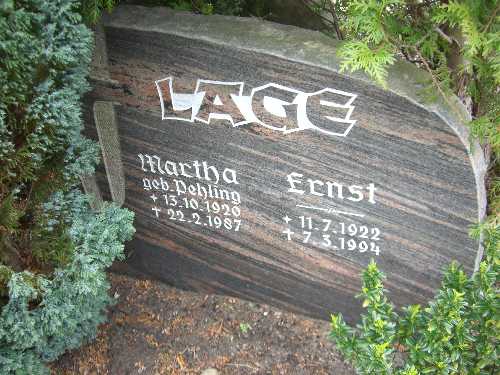 LAGE
Martha
geb. Pehling
+ 13.10.1920
+ 22.2.1987
Ernst
+ 11.7.1922
+ 7.3.1994